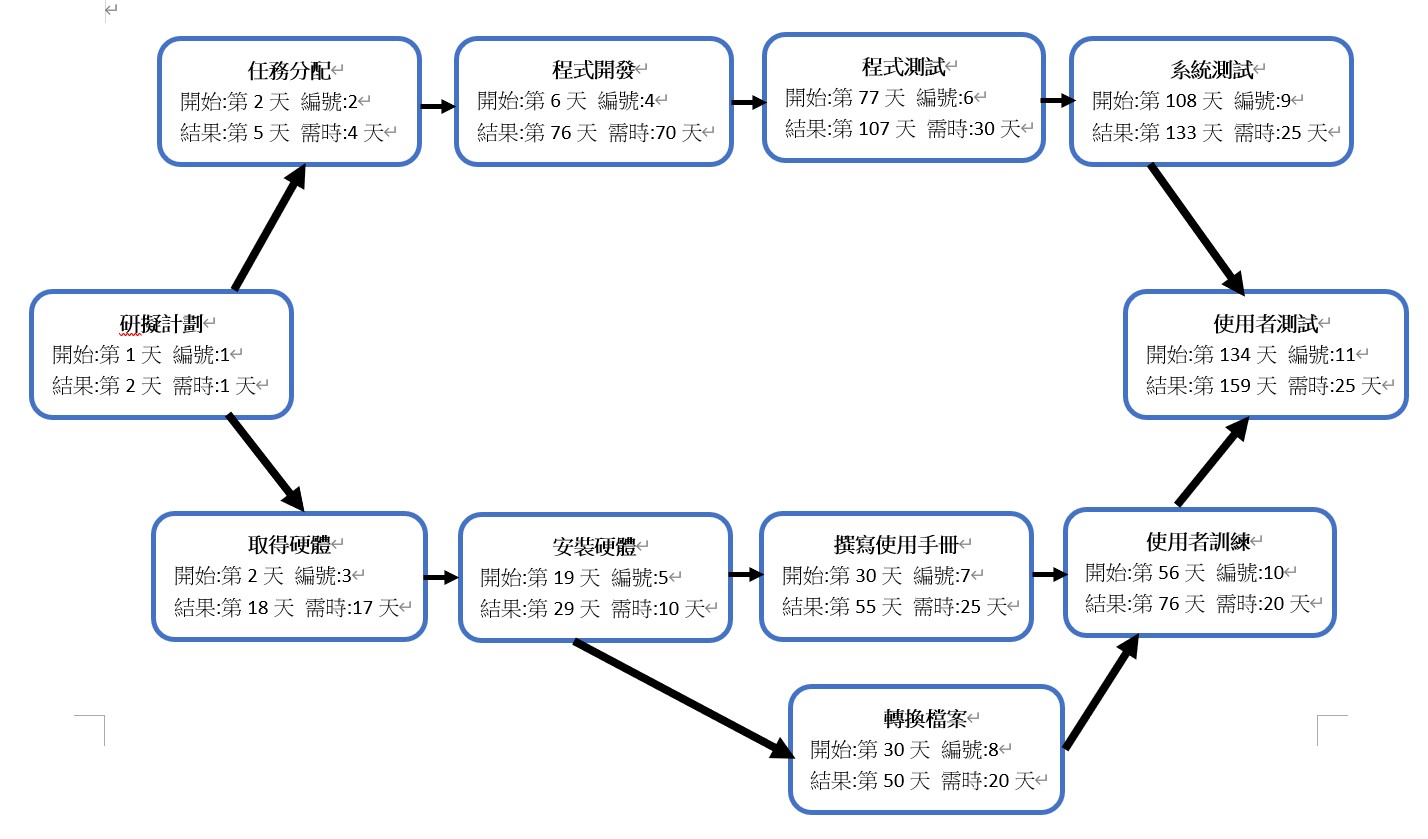 任務分配
開始:第 2 天 編號:2
結果:第 5 天 需時:4 天
程式開發
開始:第 6 天 編號:4
結果:第 76 天 需時:70 天
程式測試
開始:第 77 天 編號:6
結果:第 107 天 需時:30 天
系統測試
開始:第 108 天 編號:9
結果:第 133 天 需時:25 天
研擬計劃
開始:第 1 天 編號:1
結果:第 2 天 需時:1 天
使用者測試
開始:第 134 天 編號:11
結果:第 159 天 需時:25 天
取得硬體
開始:第 2 天 編號:3
結果:第 18 天 需時:17 天
安裝硬體
開始:第 19 天 編號:5
結果:第 29 天 需時:10 天
撰寫使用手冊
開始:第 30 天 編號:7
結果:第 55 天 需時:25 天
使用者訓練
開始:第 56 天 編號:10
結果:第 76 天 需時:20 天
轉換檔案
開始:第 30 天 編號:8
結果:第 50 天 需時:20 天